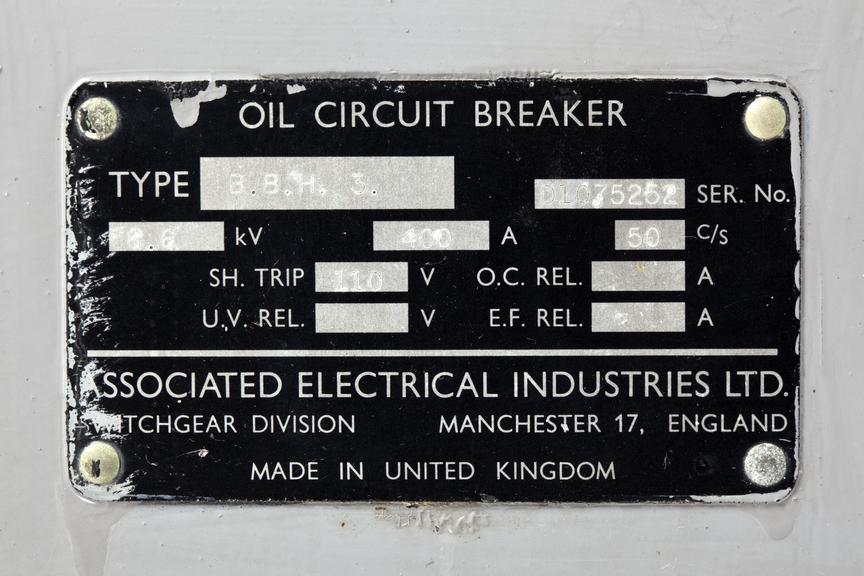 OIL CIRCUIT BREAKER
TYPE B.B.H. 3. D1075252 SER. No.
6.6 kV 400 A 50 C/S
SH. TRIP 110 V O.C. REL. A
U.V. REL. V E.F. REL. A
ASSOCIATED ELECTRICAL INDUSTRIES LTD.
SWITCHGEAR DIVISION MANCHESTER 17, ENGLAND
MADE IN UNITED KINGDOM